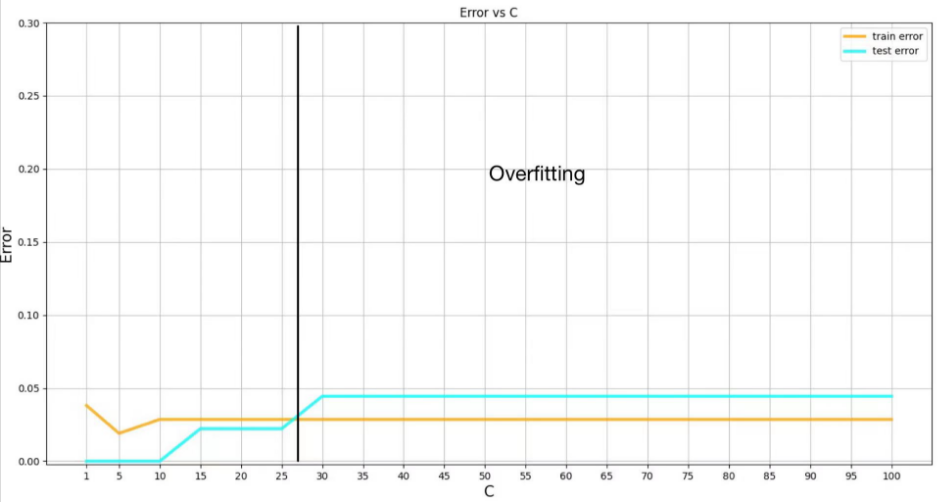 Error vs C
train error
test error
Overfitting
Error
0.30
0.25
0.20
0.15
0.10
0.05
0.00
1 5 10 15 20 25 30 35 40 45 50 55 60 65 70 75 80 85 90 95 100
C